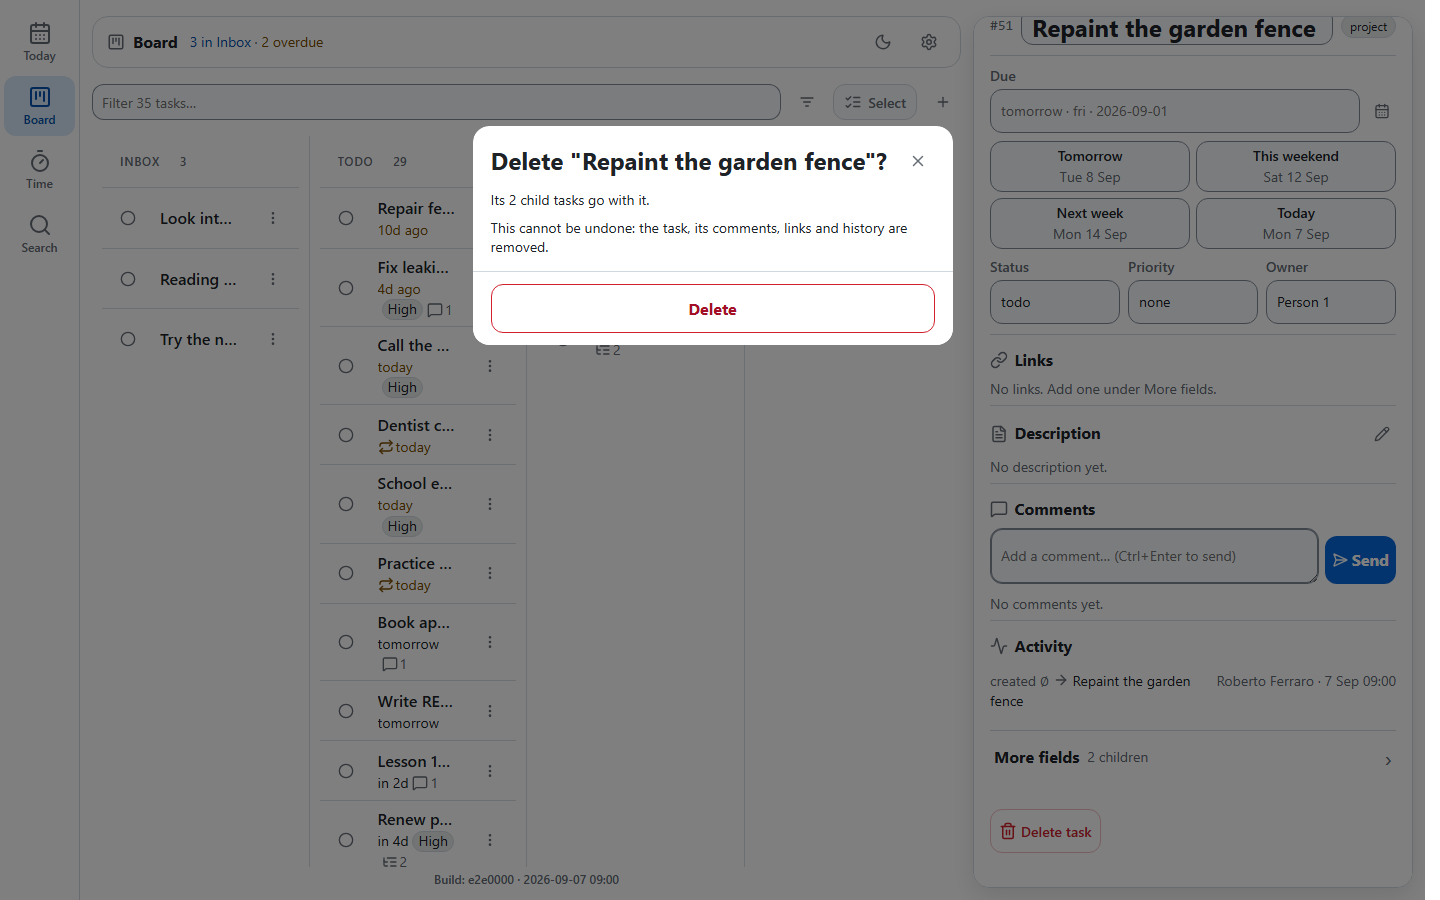 Today
Board
Time
Search
Board 3 in Inbox · 2 overdue
Filter 35 tasks...
Select
INBOX 3
Look int...
Reading ...
Try the n...
TODO 29
Repair fe...
10d ago
Fix leaki...
4d ago
High 1
Call the ...
today
High
Dentist c...
today
School e...
today
High
Practice ...
today
Book ap...
tomorrow
1
Write RE...
tomorrow
Lesson 1...
in 2d 1
Renew p...
in 4d High
2
2
Build: e2e0000 · 2026-09-07 09:00
Delete "Repaint the garden fence"?
Its 2 child tasks go with it.
This cannot be undone: the task, its comments, links and history are
removed.
Delete
#51 Repaint the garden fence project
Due
tomorrow · fri · 2026-09-01
Tomorrow
Tue 8 Sep
This weekend
Sat 12 Sep
Next week
Mon 14 Sep
Today
Mon 7 Sep
Status Priority Owner
todo none Person 1
Links
No links. Add one under More fields.
Description
No description yet.
Comments
Add a comment... (Ctrl+Enter to send)
Send
No comments yet.
Activity
created ∅ → Repaint the garden fence Roberto Ferraro · 7 Sep 09:00
More fields 2 children
Delete task